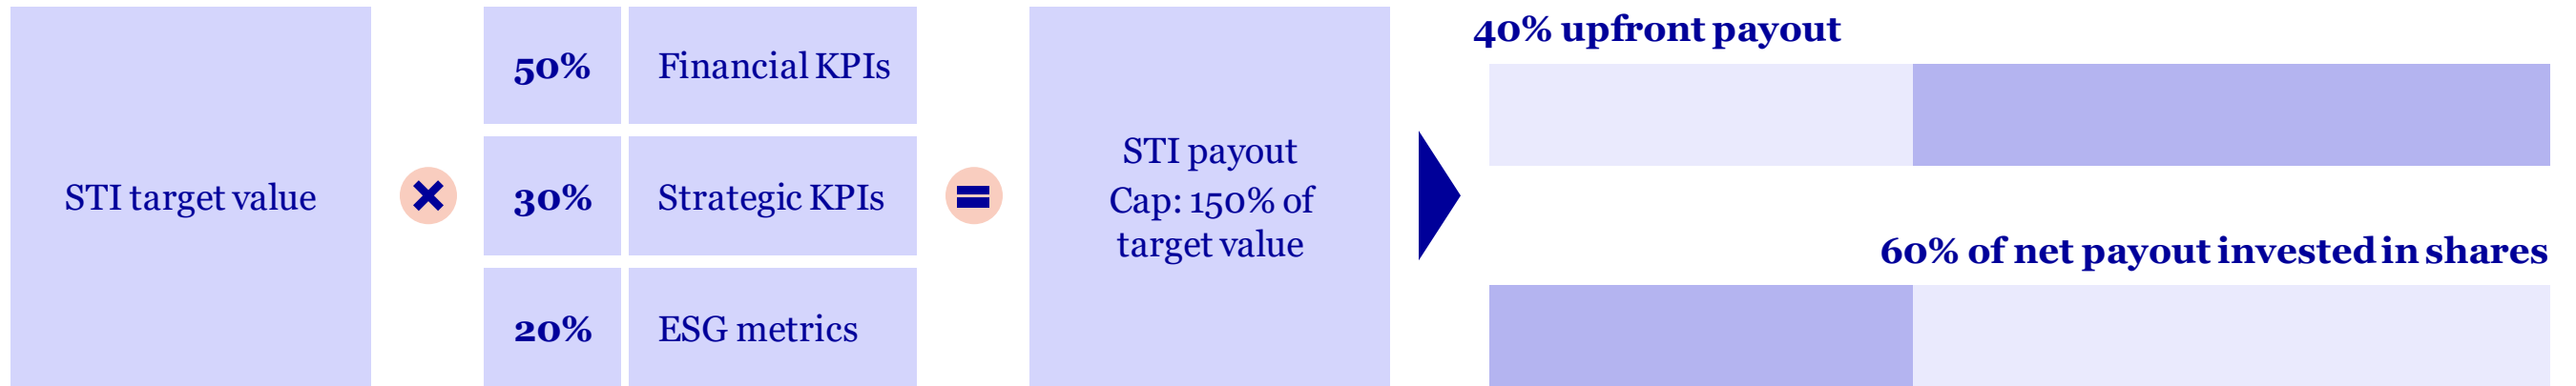 STI target value
50%
Financial KPIs
30%
Strategic KPIs
20%
ESG metrics
STI payout
Cap: 150% of
target value
40% upfront payout
60% of net payout invested in shares